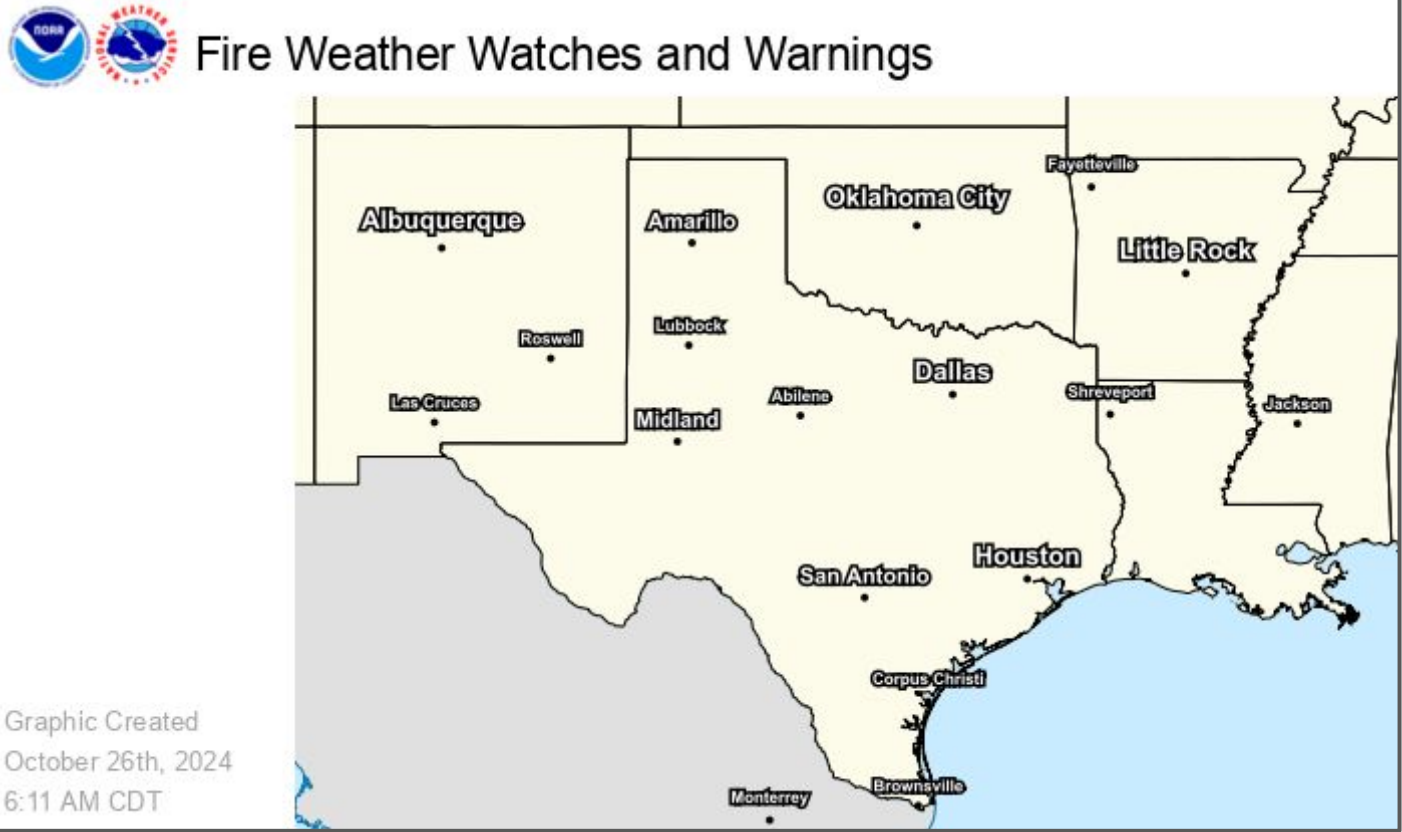 NOAA
NATIONAL WEATHER SERVICE
Fire Weather Watches and Warnings
Fayetteville
Oklahoma City
Albuquerque
Amarillo
Little Rock
Lubbock
Roswell
Dallas
Abilene
Shreveport
Las Cruces
Jackson
Midland
Houston
San Antonio
Corpus Christi
Graphic Created
October 26th, 2024
6:11 AM CDT
Brownsville
Monterrey